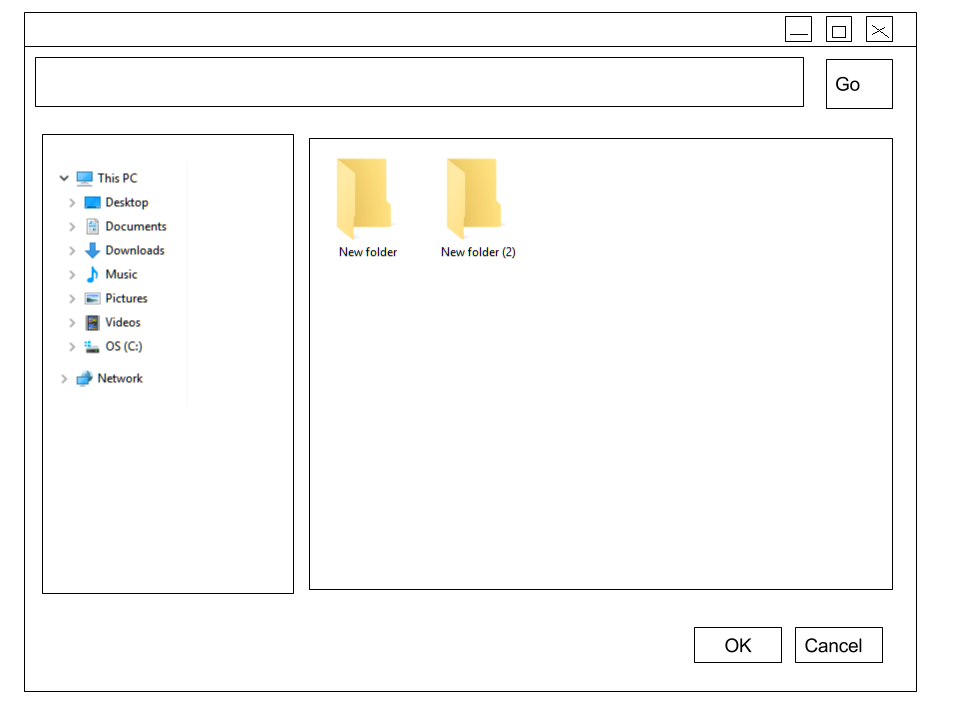 Go
This PC
Desktop
Documents
Downloads
Music
Pictures
Videos
OS (C:)
Network
New folder
New folder (2)
OK
Cancel